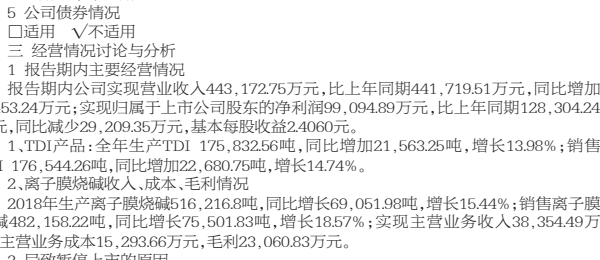 5 公司债券情况
□适用 √不适用
三 经营情况讨论与分析
1 报告期内主要经营情况
报告期内公司实现营业收入443,172.75万元,比上年同期441,719.51万元,同比增加
453.24万元;实现归属于上市公司股东的净利润99,094.89万元,比上年同期128,304.24
元,同比减少29,209.35万元,基本每股收益2.4060元。
1、TDI产品:全年生产TDI 175,832.56吨,同比增加21,563.25吨,增长13.98%;销售
I 176,544.26吨,同比增加22,680.75吨,增长14.74%。
2、离子膜烧碱收入、成本、毛利情况
2018年生产离子膜烧碱516,216.8吨,同比增长69,051.98吨,增长15.44%;销售离子膜
碱482,158.22吨,同比增长75,501.83吨,增长18.57%;实现主营业务收入38,354.49万
主营业务成本15,293.66万元,毛利23,060.83万元。
导致暂停上市的原因